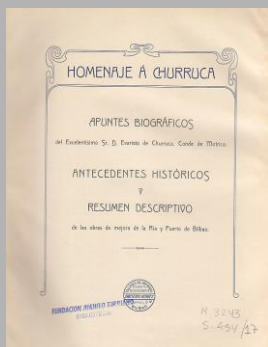 HOMENAJE Á CHURRUCA
APUNTES BIOGRÁFICOS
del Excelentísimo Sr. D. Evaristo de Churruca, Conde de Motrico.
ANTECEDENTES HISTÓRICOS
Y
RESUMEN DESCRIPTIVO
de las obras de mejora de la Ría y Puerto de Bilbao.
FUNDACION
R. 3243
S-454/17